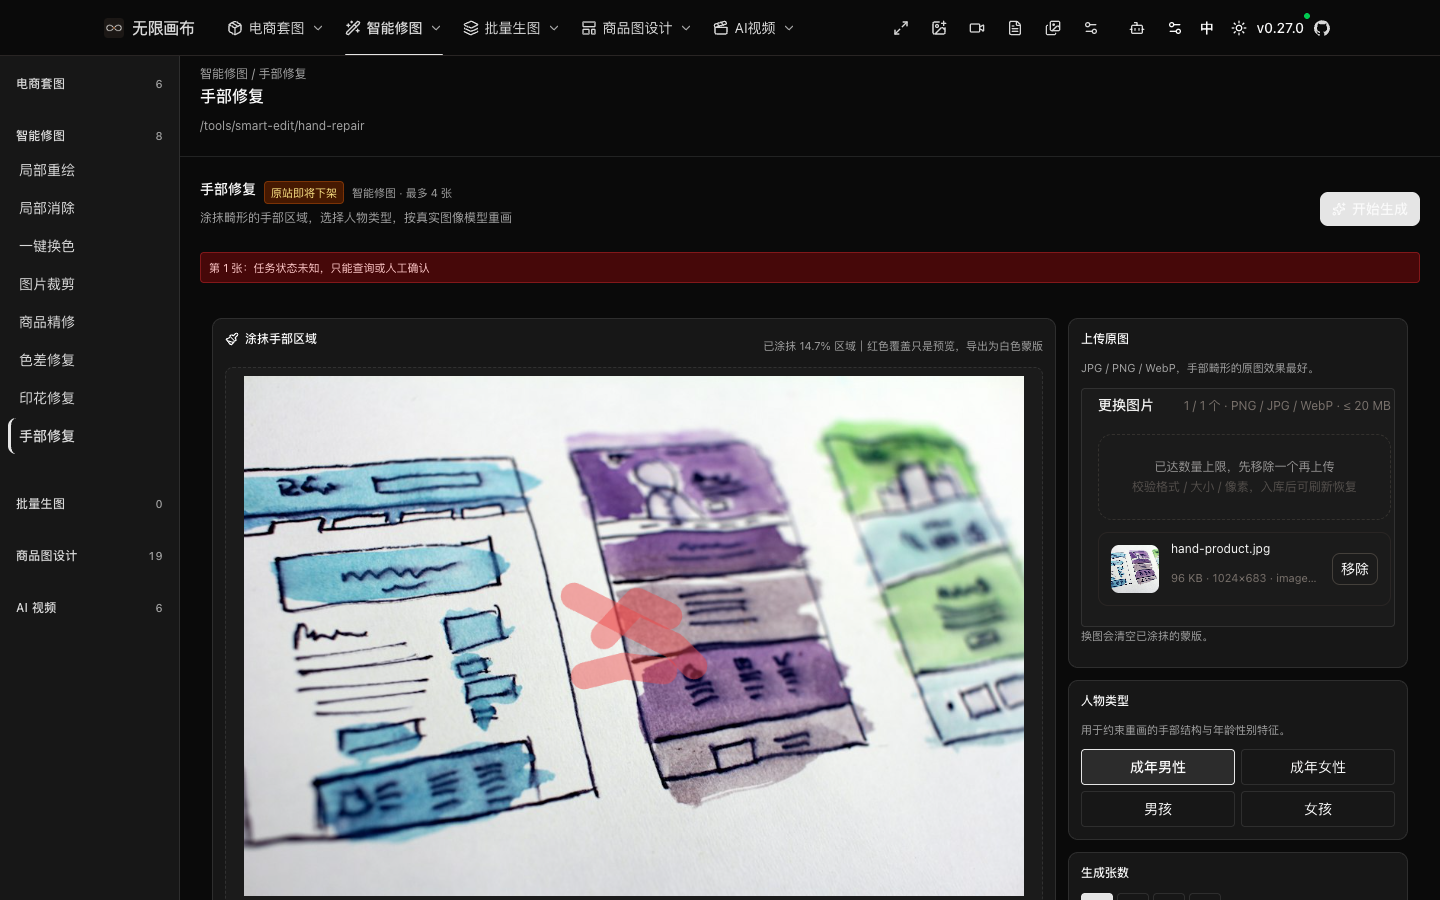 无限画布
电商套图
智能修图
批量生图
商品图设计
AI视频
中
v0.27.0
电商套图 6
智能修图 8
局部重绘
局部消除
一键换色
图片裁剪
商品精修
色差修复
印花修复
手部修复
批量生图 0
商品图设计 19
AI 视频 6
智能修图 / 手部修复
手部修复
/tools/smart-edit/hand-repair
手部修复 原站即将下架 智能修图 · 最多 4 张
涂抹畸形的手部区域，选择人物类型，按真实图像模型重画
开始生成
第 1 张：任务状态未知，只能查询或人工确认
涂抹手部区域
已涂抹 14.7% 区域 | 红色覆盖只是预览，导出为白色蒙版
上传原图
JPG / PNG / WebP，手部畸形的原图效果最好。
更换图片 1 / 1 个 · PNG / JPG / WebP · ≤ 20 MB
已达数量上限，先移除一个再上传
校验格式 / 大小 / 像素，入库后可刷新恢复
hand-product.jpg
96 KB · 1024×683 · image...
移除
换图会清空已涂抹的蒙版。
人物类型
用于约束重画的手部结构与年龄性别特征。
成年男性 成年女性
男孩 女孩
生成张数